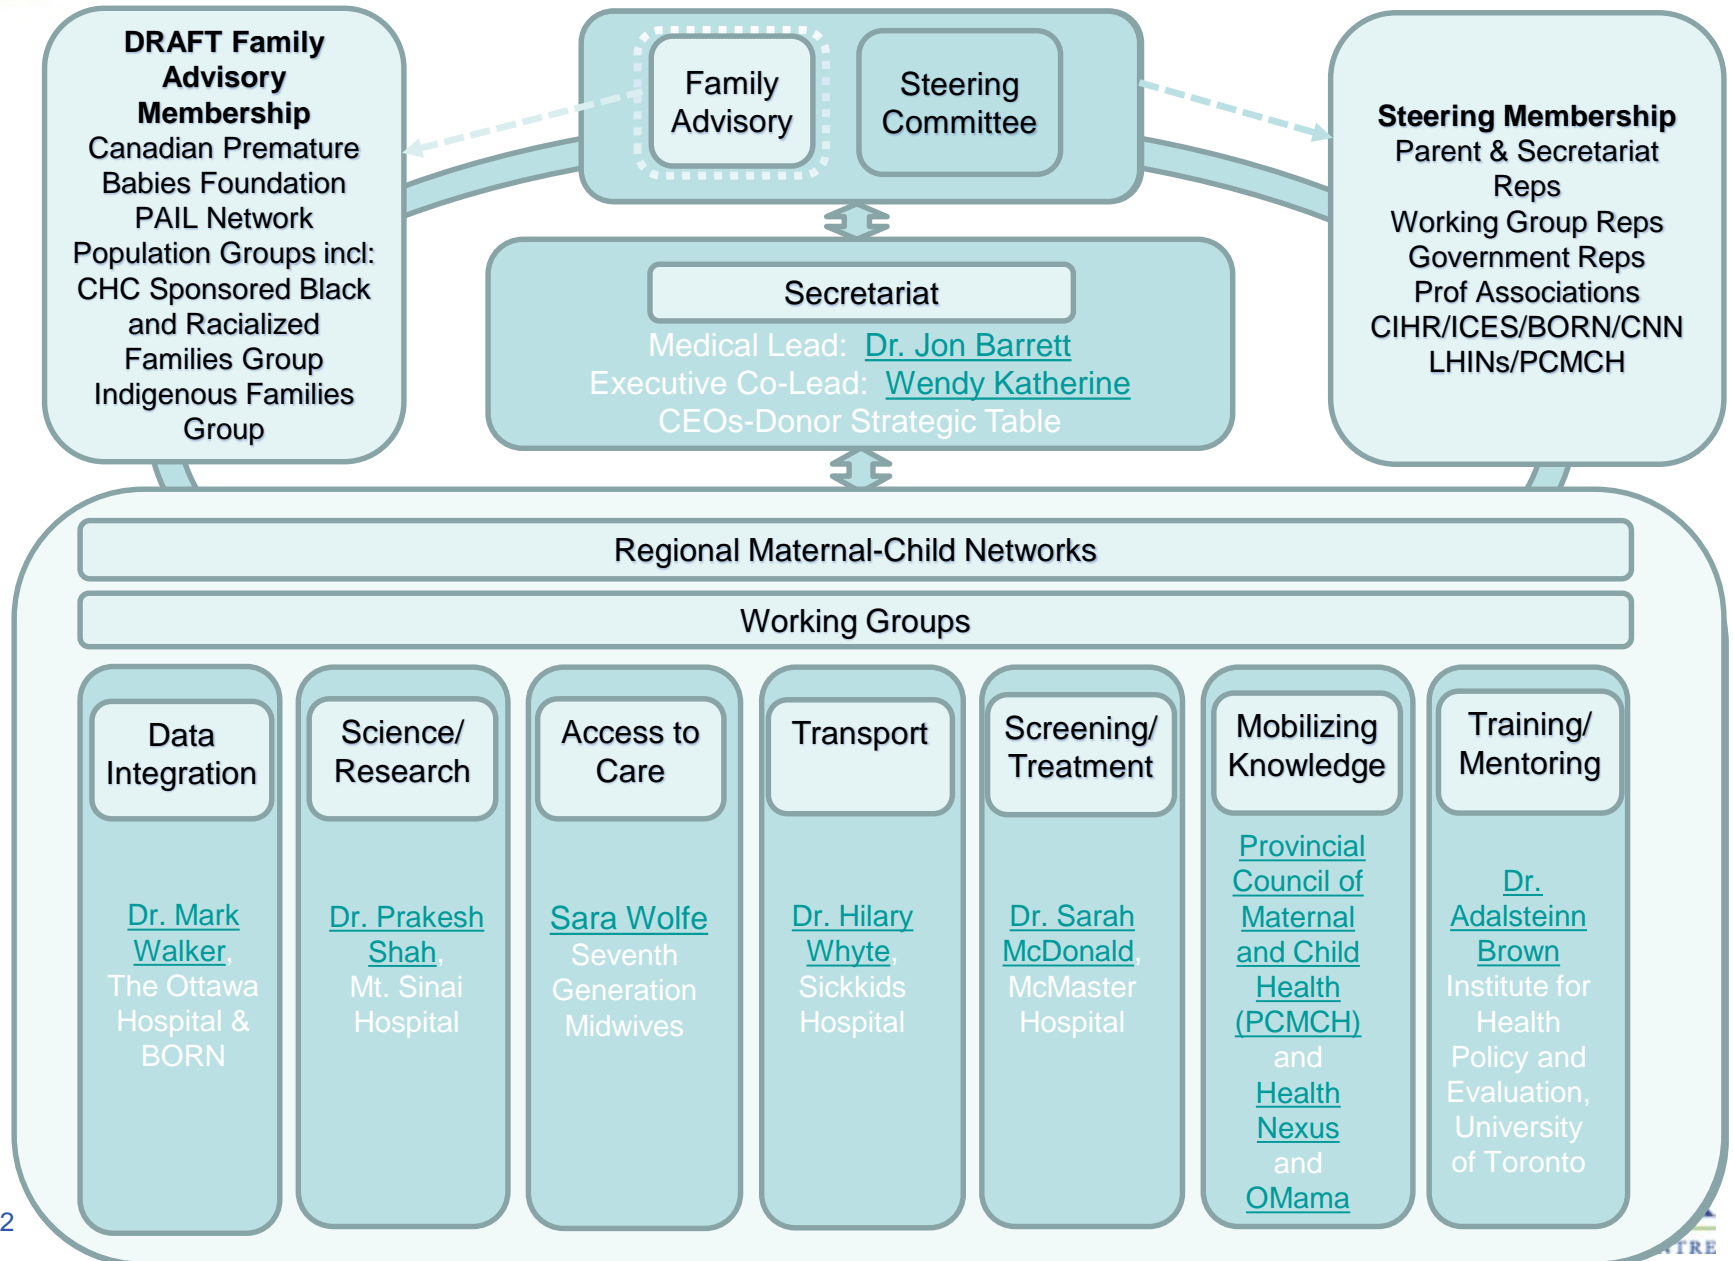 DRAFT Family
Advisory
Membership
Canadian Premature
Babies Foundation
PAIL Network
Population Groups incl:
CHC Sponsored Black
and Racialized
Families Group
Indigenous Families
Group
Family
Advisory
Steering
Committee
Steering Membership
Parent & Secretariat
Reps
Working Group Reps
Government Reps
Prof Associations
CIHR/ICES/BORN/CNN
LHINs/PCMCH
Secretariat
Medical Lead: Dr. Jon Barrett
Executive Co-Lead: Wendy Katherine
CEOs-Donor Strategic Table
Regional Maternal-Child Networks
Working Groups
Data
Integration
Dr. Mark
Walker,
The Ottawa
Hospital &
BORN
Science/
Research
Dr. Prakesh
Shah,
Mt. Sinai
Hospital
Access to
Care
Sara Wolfe
Seventh
Generation
Midwives
Transport
Dr. Hilary
Whyte,
Sickkids
Hospital
Screening/
Treatment
Dr. Sarah
McDonald,
McMaster
Hospital
Mobilizing
Knowledge
Provincial
Council of
Maternal
and Child
Health
(PCMCH)
and
Health
Nexus
and
OMama
Training/
Mentoring
Dr.
Adalsteinn
Brown
Institute for
Health
Policy and
Evaluation,
University
of Toronto
2